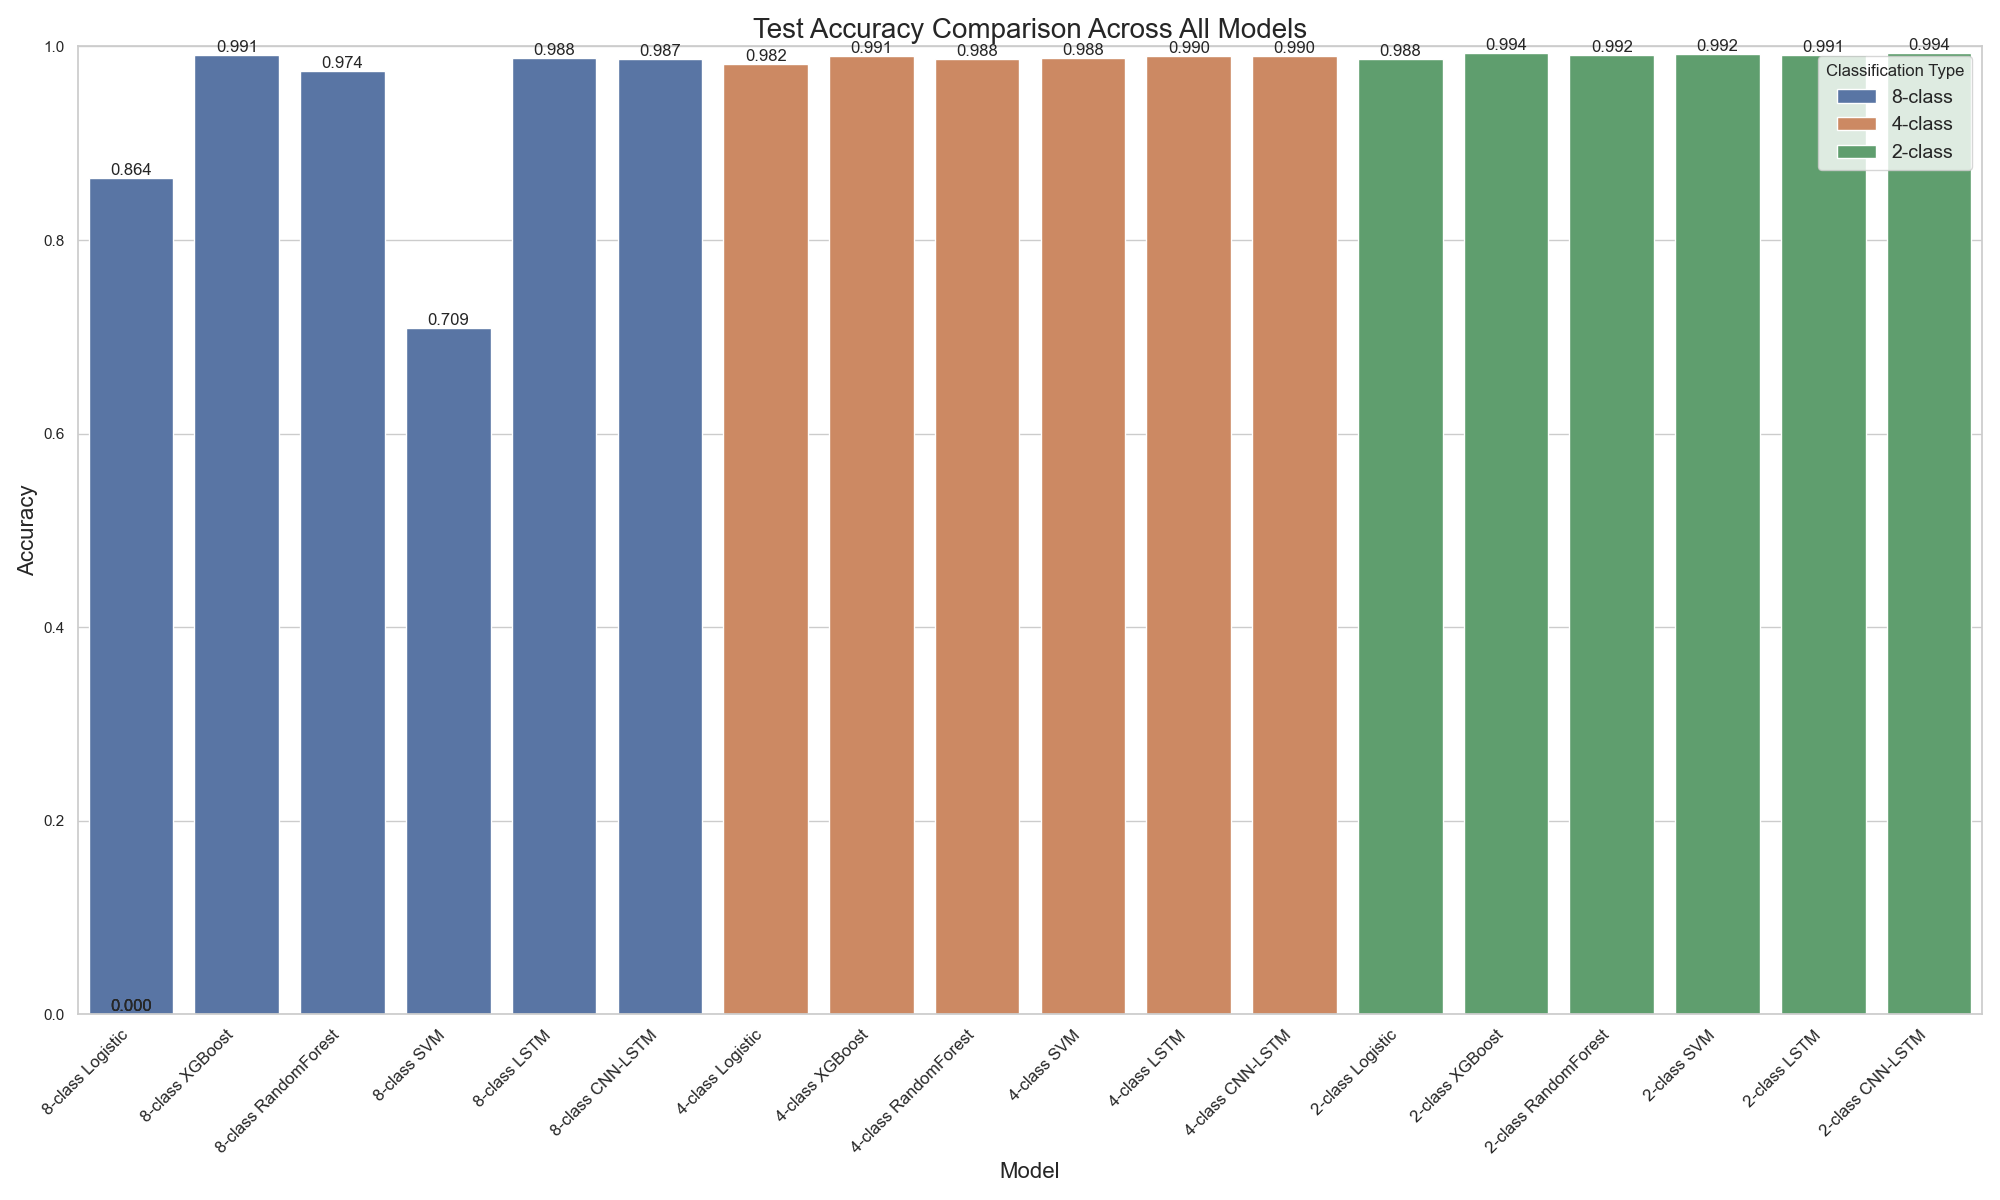 Test Accuracy Comparison Across All Models
Accuracy
1.0
0.8
0.6
0.4
0.2
0.0
0.864
0.991
0.974
0.709
0.988
0.987
0.982
0.991
0.988
0.988
0.990
0.990
0.988
0.994
0.992
0.992
0.991
0.994
0.000
Classification Type
8-class
4-class
2-class
8-class Logistic
8-class XGBoost
8-class RandomForest
8-class SVM
8-class LSTM
8-class CNN-LSTM
4-class Logistic
4-class XGBoost
4-class RandomForest
4-class SVM
4-class LSTM
4-class CNN-LSTM
2-class Logistic
2-class XGBoost
2-class RandomForest
2-class SVM
2-class LSTM
2-class CNN-LSTM
Model